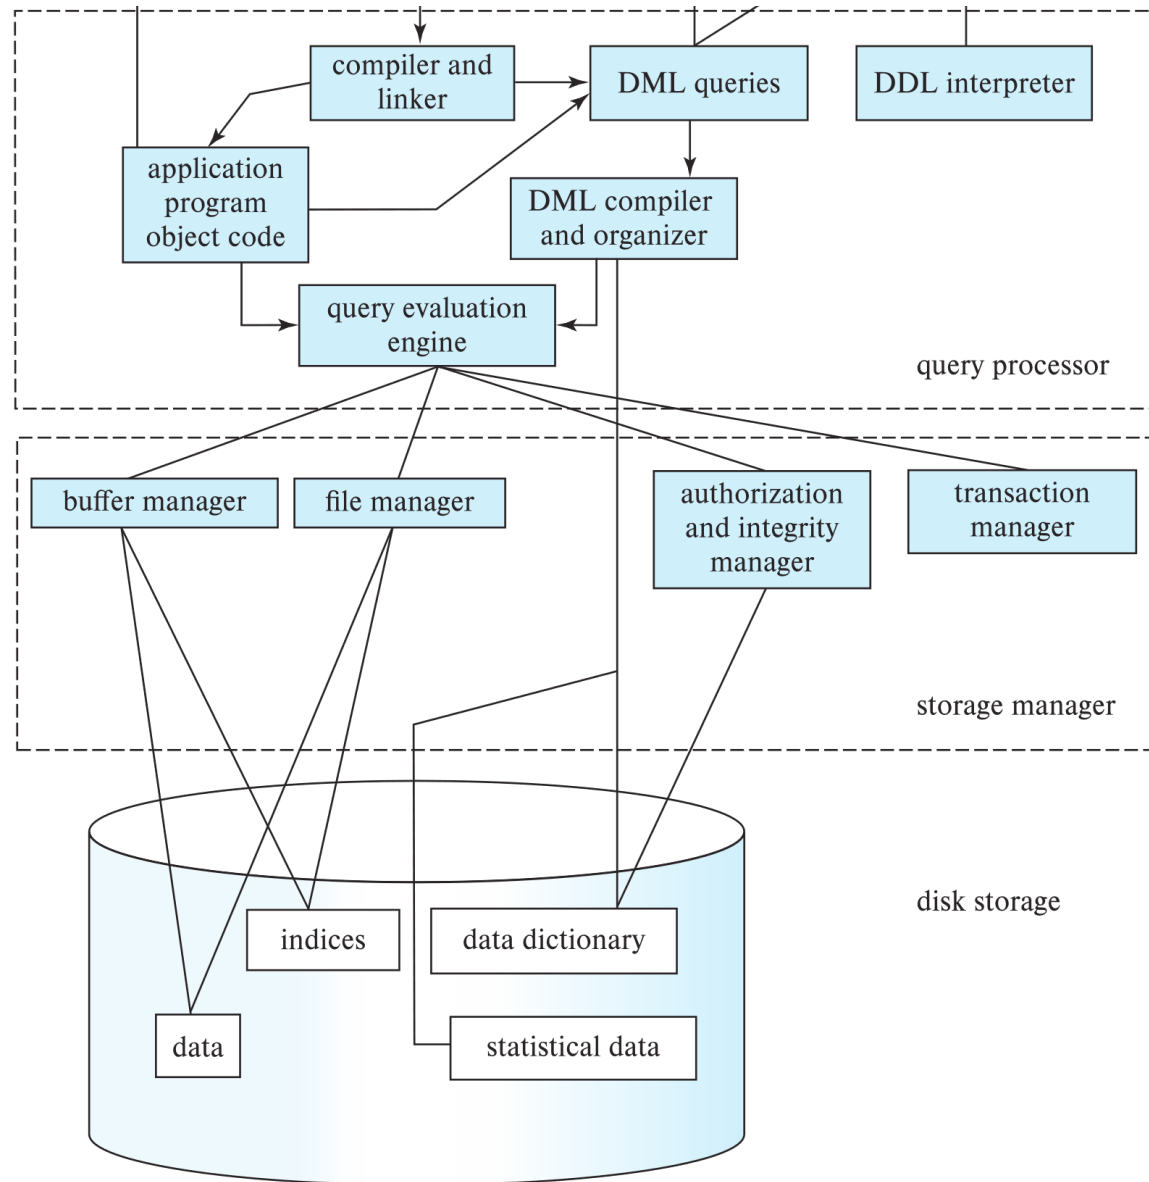 compiler and
linker
DML queries
DDL interpreter
application
program
object code
DML compiler
and organizer
query evaluation
engine
query processor
buffer manager
file manager
authorization
and integrity
manager
transaction
manager
storage manager
disk storage
indices
data dictionary
data
statistical data